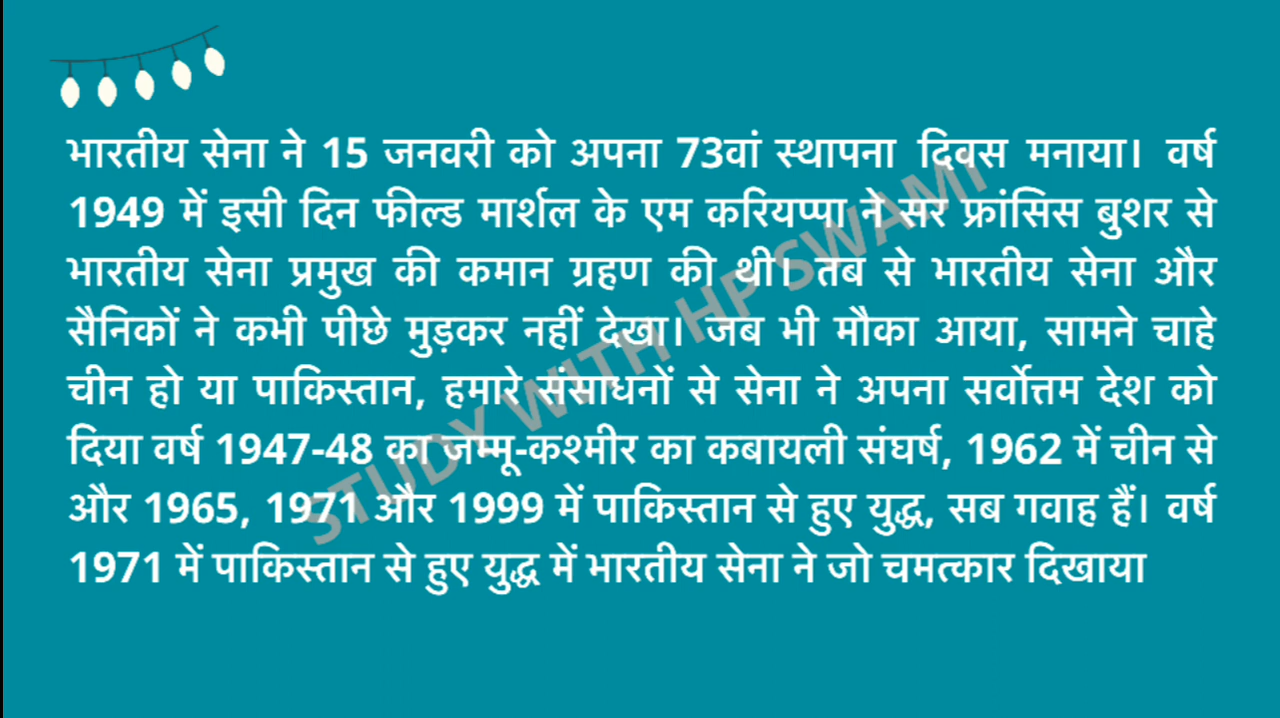 भारतीय सेना ने 15 जनवरी को अपना 73वां स्थापना दिवस मनाया। वर्ष
1949 में इसी दिन फील्ड मार्शल के एम करियप्पा ने सर फ्रांसिस बुशर से
भारतीय सेना प्रमुख की कमान ग्रहण की थी। तब से भारतीय सेना और
सैनिकों ने कभी पीछे मुड़कर नहीं देखा। जब भी मौका आया, सामने चाहे
चीन हो या पाकिस्तान, हमारे संसाधनों से सेना ने अपना सर्वोत्तम देश को
दिया वर्ष 1947-48 का जम्मू-कश्मीर का कबायली संघर्ष, 1962 में चीन से
और 1965, 1971 और 1999 में पाकिस्तान से हुए युद्ध, सब गवाह हैं। वर्ष
1971 में पाकिस्तान से हुए युद्ध में भारतीय सेना ने जो चमत्कार दिखाया
STUDY WITH HP SWAMI